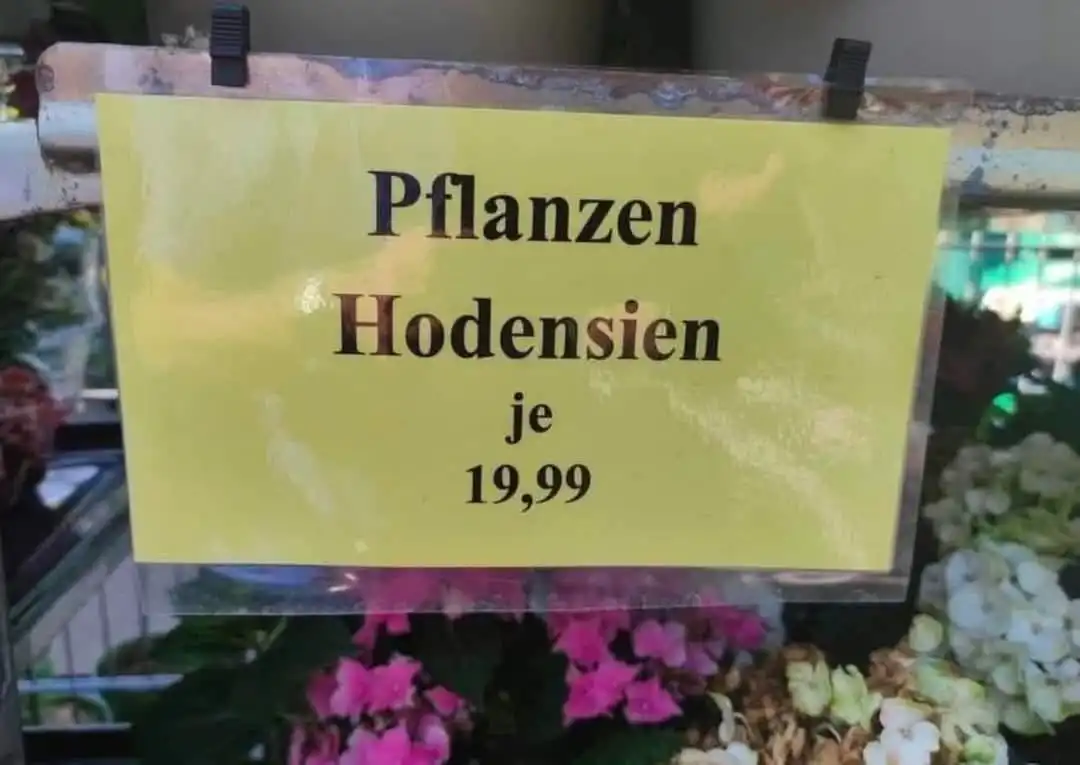 Pflanzen
Hodensien
je
19,99